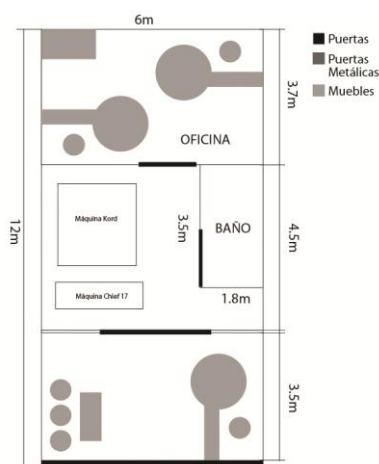 6m
Puertas
Puertas
Metálicas
Muebles
3.7m
OFICINA
12m
Máquina Kord
3.5m
BAÑO
4.5m
Máquina Chief 17
1.8m
3.5m